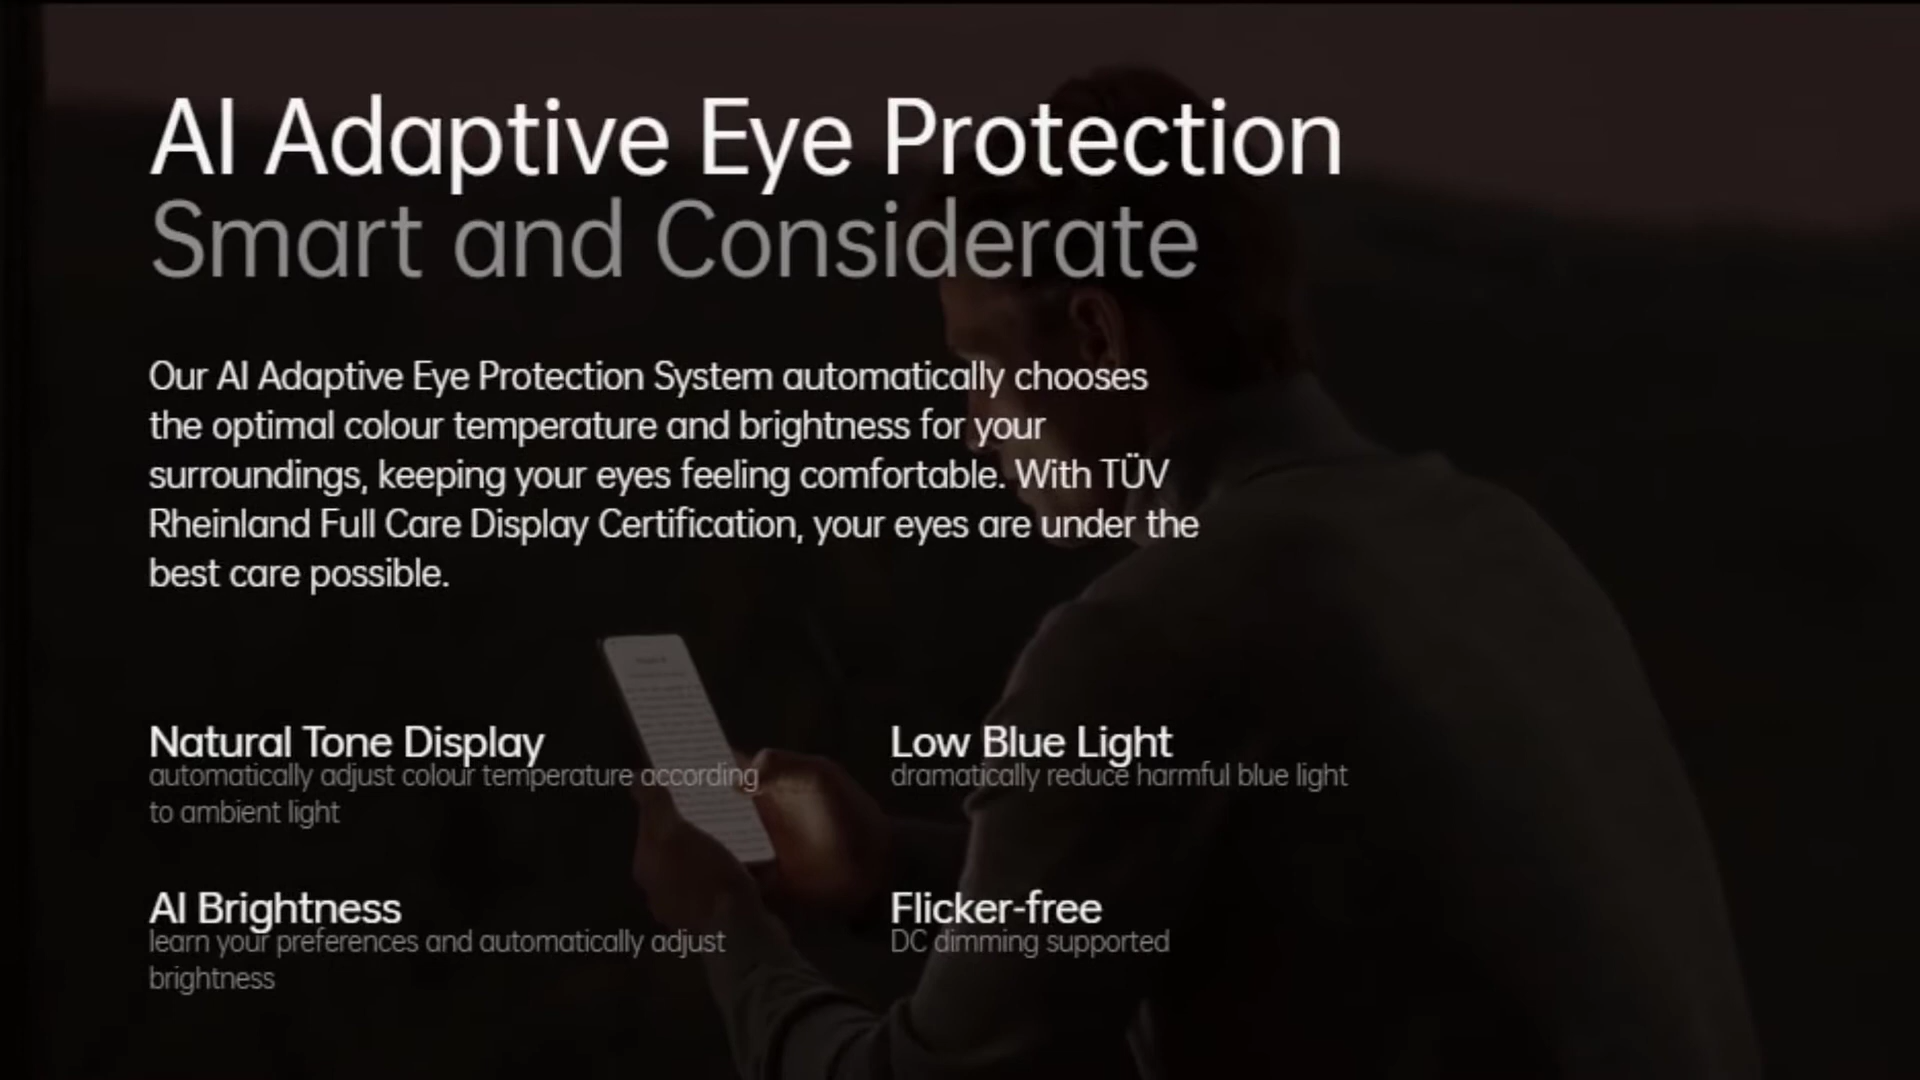 AI Adaptive Eye Protection
Smart and Considerate
Our AI Adaptive Eye Protection System automatically chooses
the optimal colour temperature and brightness for your
surroundings, keeping your eyes feeling comfortable. With TÜV
Rheinland Full Care Display Certification, your eyes are under the
best care possible.
Natural Tone Display
automatically adjust colour temperature according
to ambient light
Low Blue Light
dramatically reduce harmful blue light
AI Brightness
learn your preferences and automatically adjust
brightness
Flicker-free
DC dimming supported